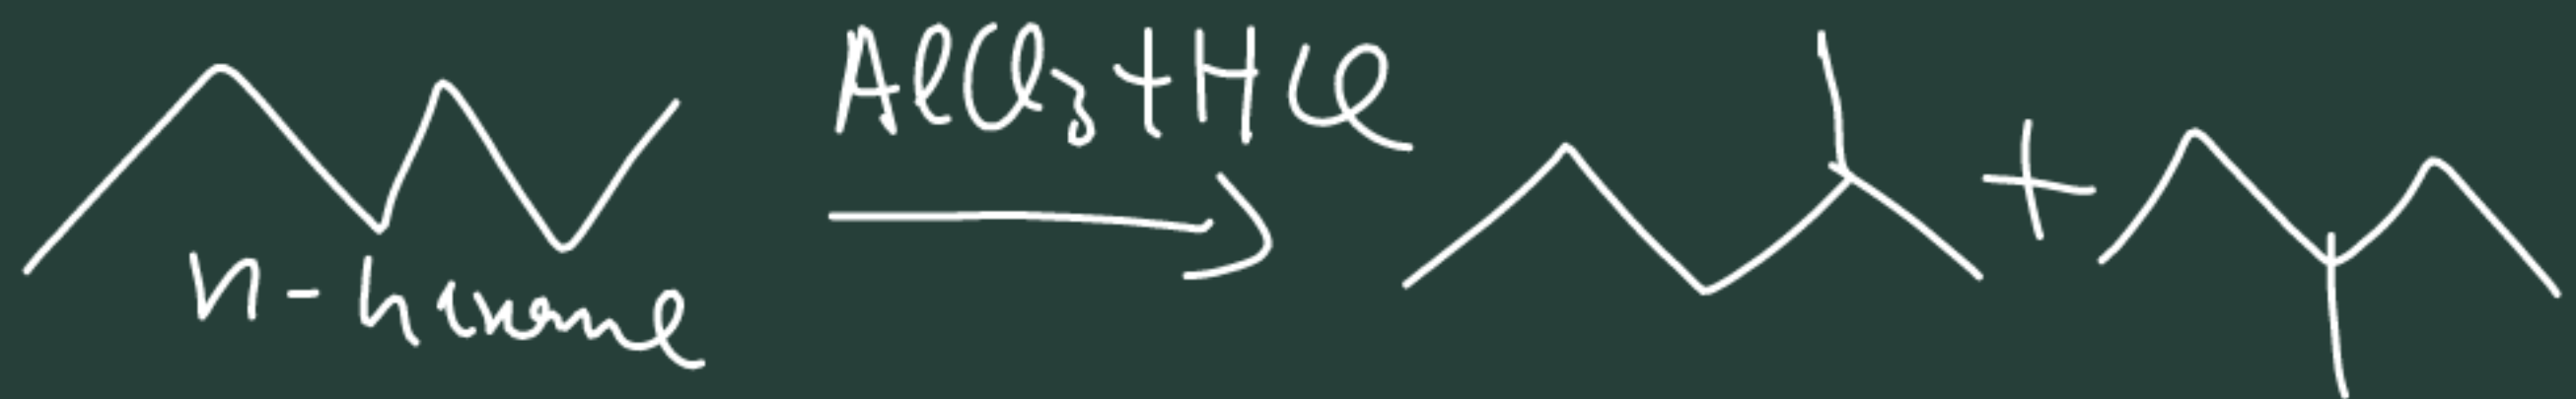 AlCl₃ + HCl
+
n-hexane